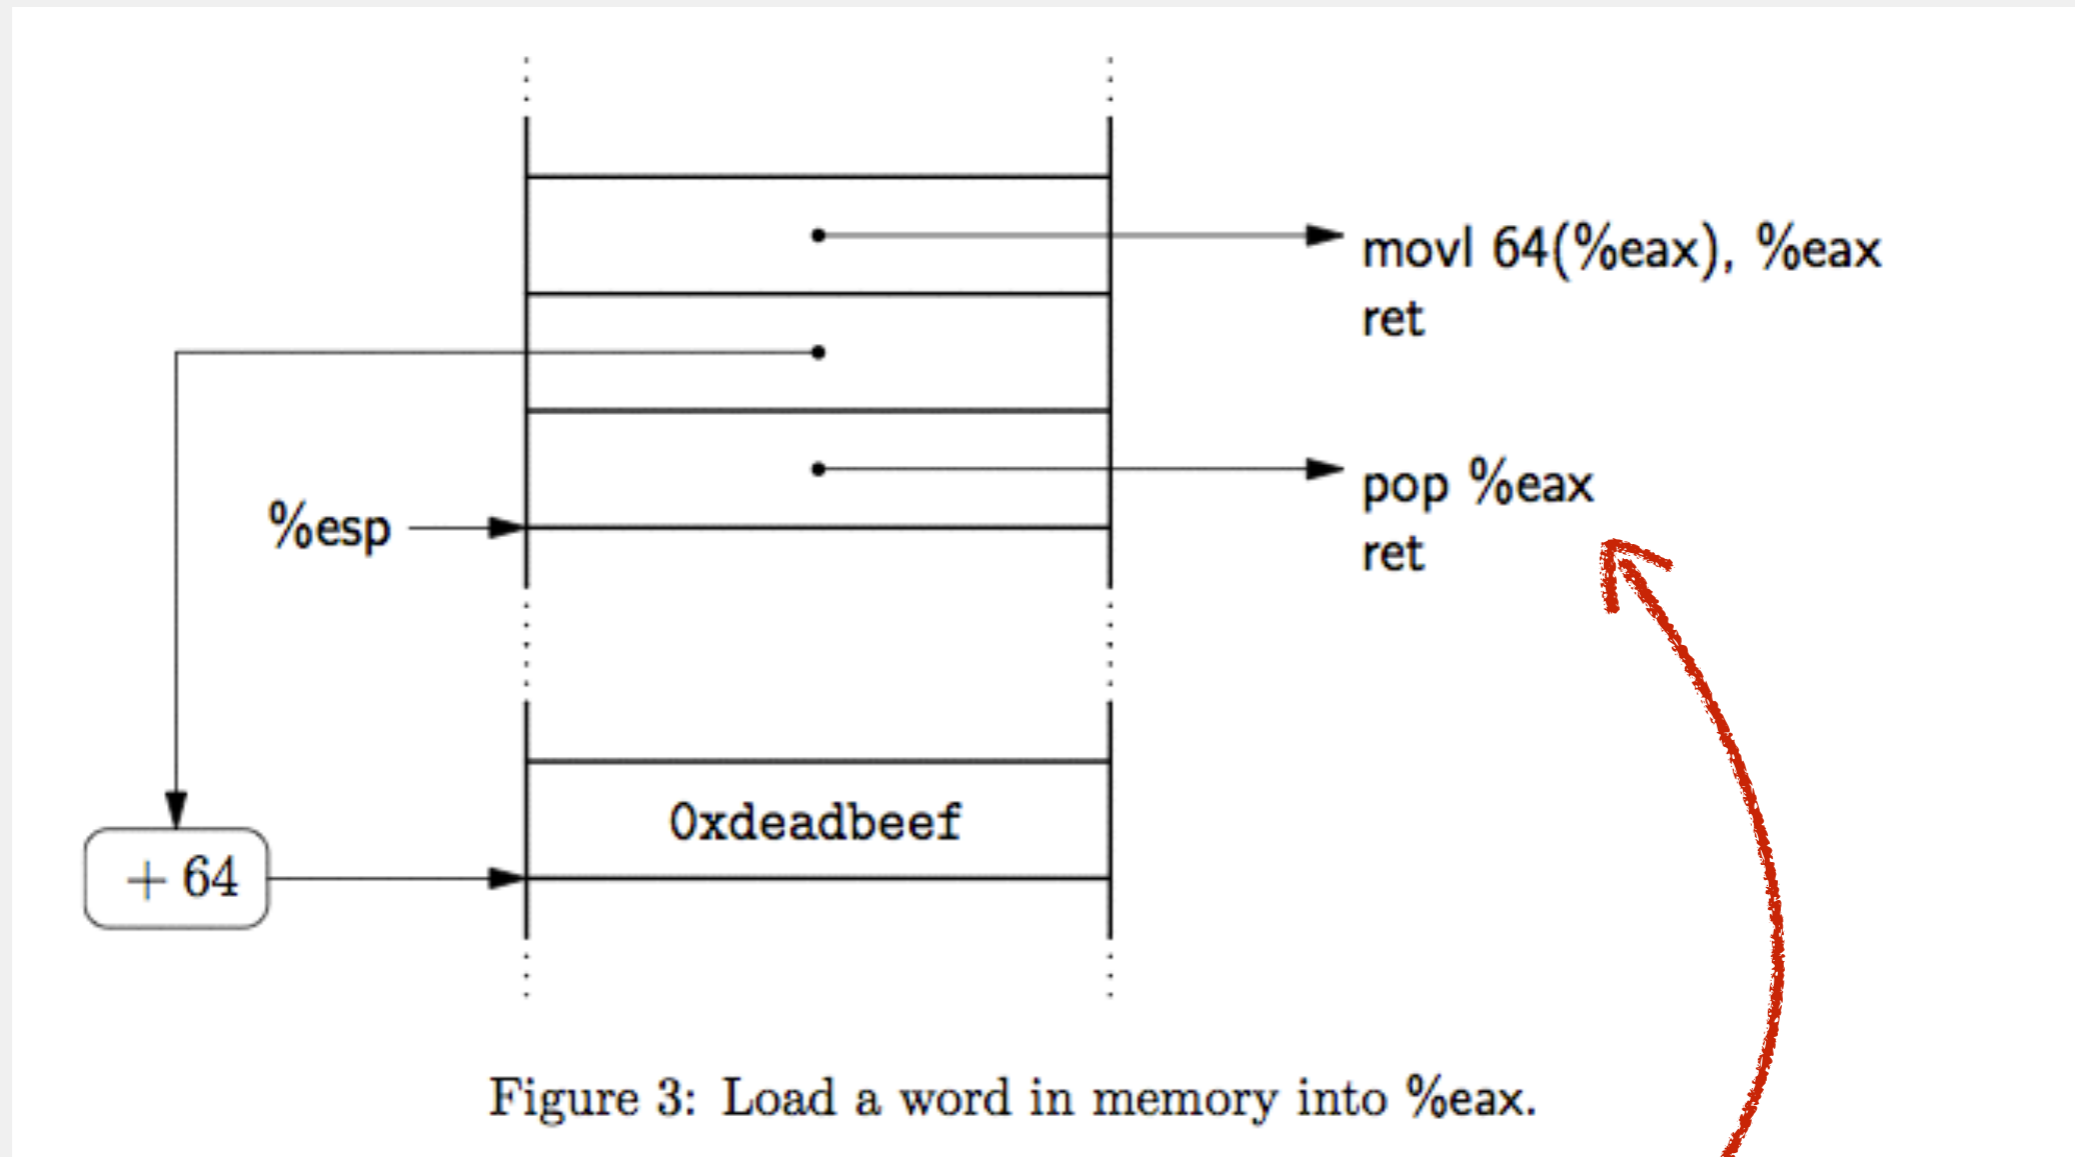 movl 64(%eax), %eax
ret
pop %eax
ret
%esp
0xdeadbeef
+ 64
Figure 3: Load a word in memory into %eax.